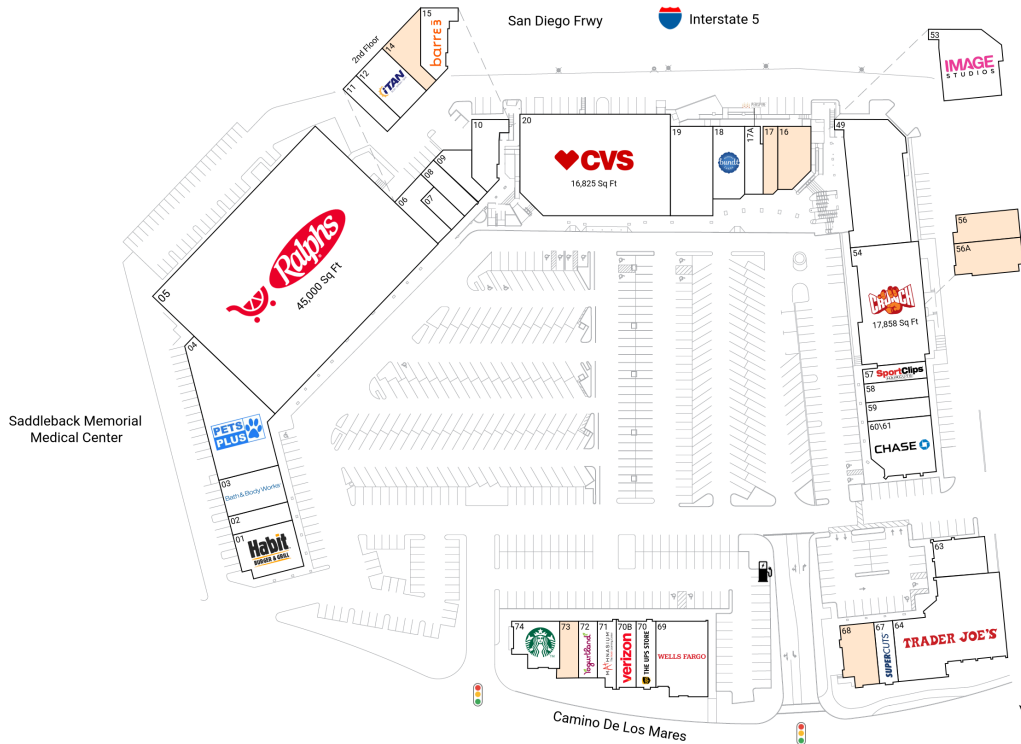 San Diego Frwy
Interstate 5
2nd Floor
15
barre3
14
12
iTAN
11
53
IMAGE
STUDIOS
10
20
CVS
16,825 Sq Ft
19
18
bundt
17A
17
16
49
09
08
07
06
05
Ralphs
45,000 Sq Ft
56
56A
54
CRUNCH
17,858 Sq Ft
57
SportClips
HAIRCUTS
58
59
60\61
CHASE
04
PETS
PLUS
Saddleback Memorial
Medical Center
03
Bath & Body Works
02
01
Habit
BURGER & GRILL
63
74
73
72
Yogurtland
71
MATHNASIUM
70B
verizon
70
THE UPS STORE
69
WELLS FARGO
68
67
SUPERCUTS
64
TRADER JOE'S
Camino De Los Mares